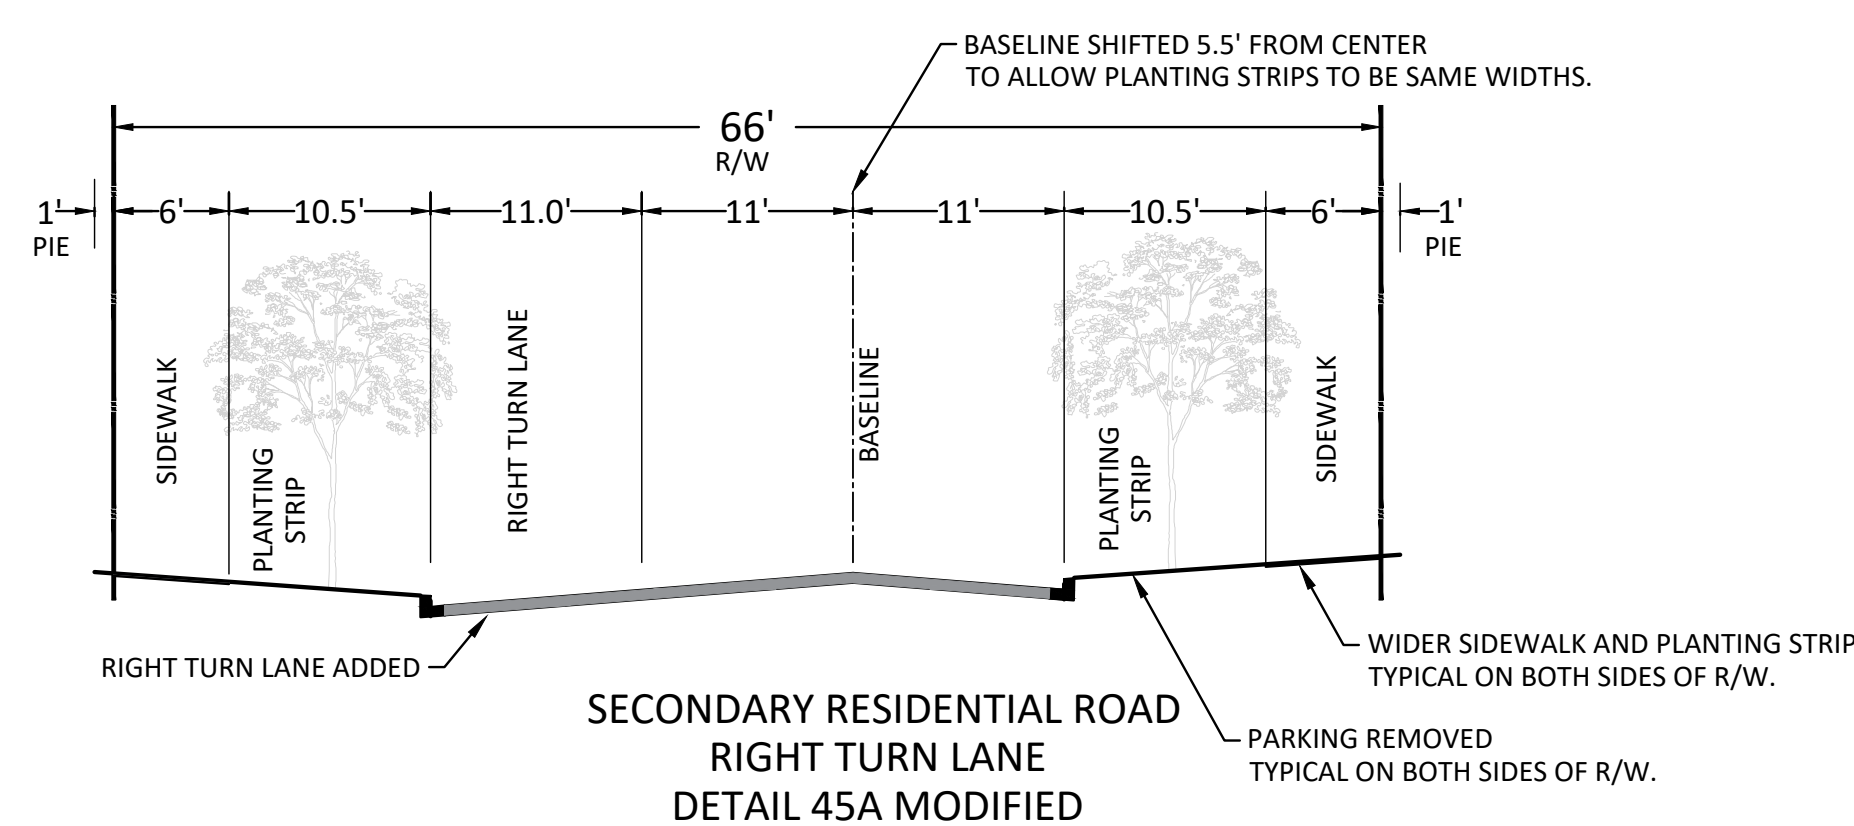 BASELINE SHIFTED 5.5' FROM CENTER
TO ALLOW PLANTING STRIPS TO BE SAME WIDTHS.
66'
R/W
1' 6' 10.5' 11.0' 11' 11' 10.5' 6' 1'
PIE PIE
SIDEWALK
PLANTING
STRIP
RIGHT TURN LANE
BASELINE
PLANTING
STRIP
SIDEWALK
RIGHT TURN LANE ADDED
WIDER SIDEWALK AND PLANTING STRIP
TYPICAL ON BOTH SIDES OF R/W.
PARKING REMOVED
TYPICAL ON BOTH SIDES OF R/W.
SECONDARY RESIDENTIAL ROAD
RIGHT TURN LANE
DETAIL 45A MODIFIED